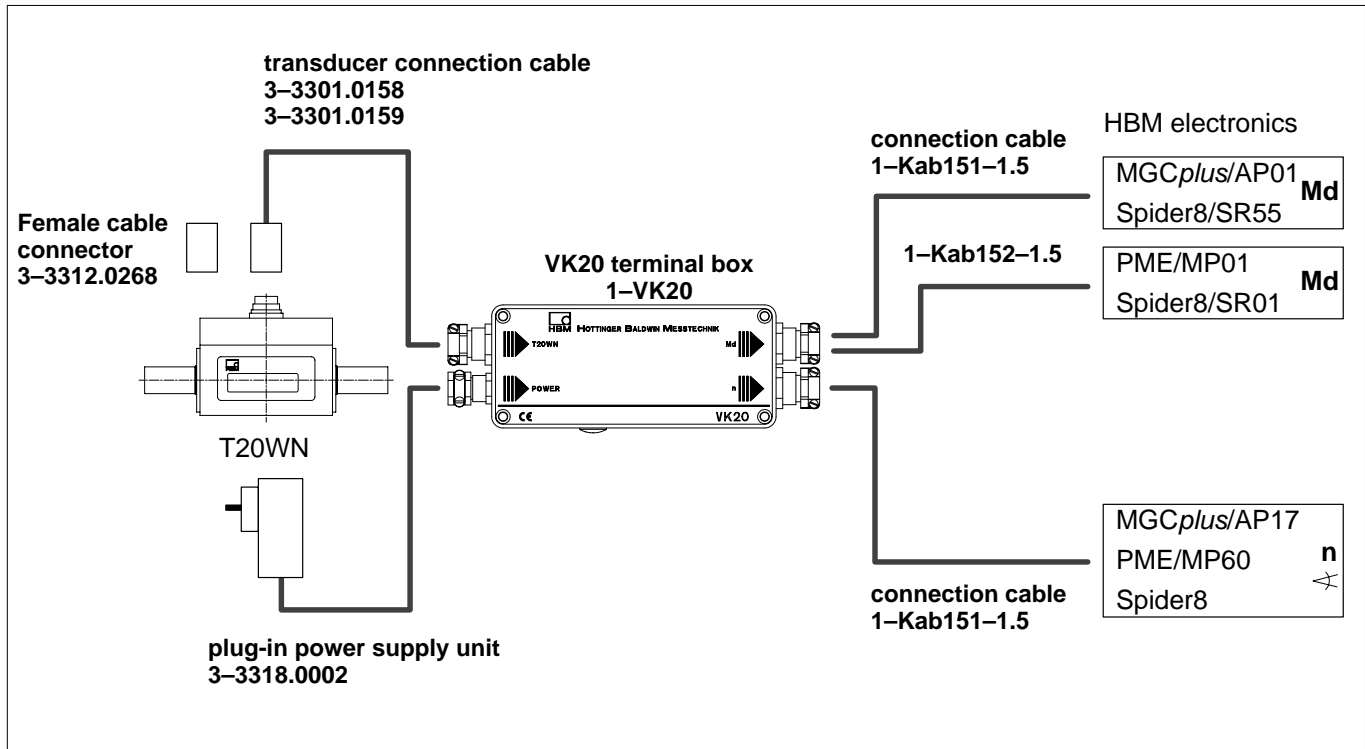 transducer connection cable
3–3301.0158
3–3301.0159
HBM electronics
connection cable
1–Kab151–1.5
MGCplus/AP01
Md
Spider8/SR55
Female cable
connector
3–3312.0268
1–Kab152–1.5
PME/MP01
Md
Spider8/SR01
VK20 terminal box
1–VK20
HBM HOTTINGER BALDWIN MESSTECHNIK
T20WN
Md
POWER
n
CE
VK20
T20WN
MGCplus/AP17
PME/MP60
n
Spider8
connection cable
1–Kab151–1.5
plug-in power supply unit
3–3318.0002